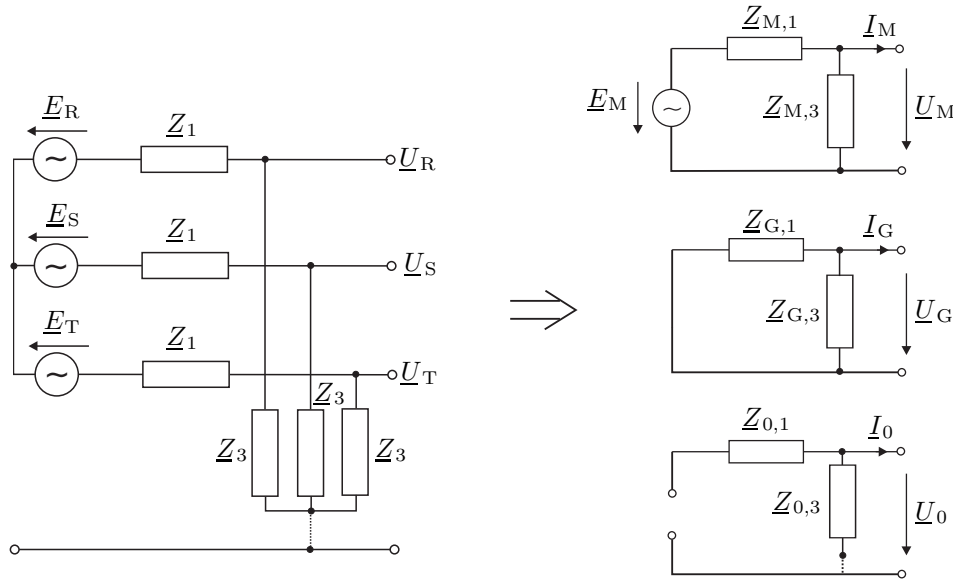 E_R
Z_1
U_R
E_S
Z_1
U_S
E_T
Z_1
U_T
Z_3
Z_3
Z_3
Z_M,1
I_M
E_M
Z_M,3
U_M
Z_G,1
I_G
Z_G,3
U_G
Z_0,1
I_0
Z_0,3
U_0